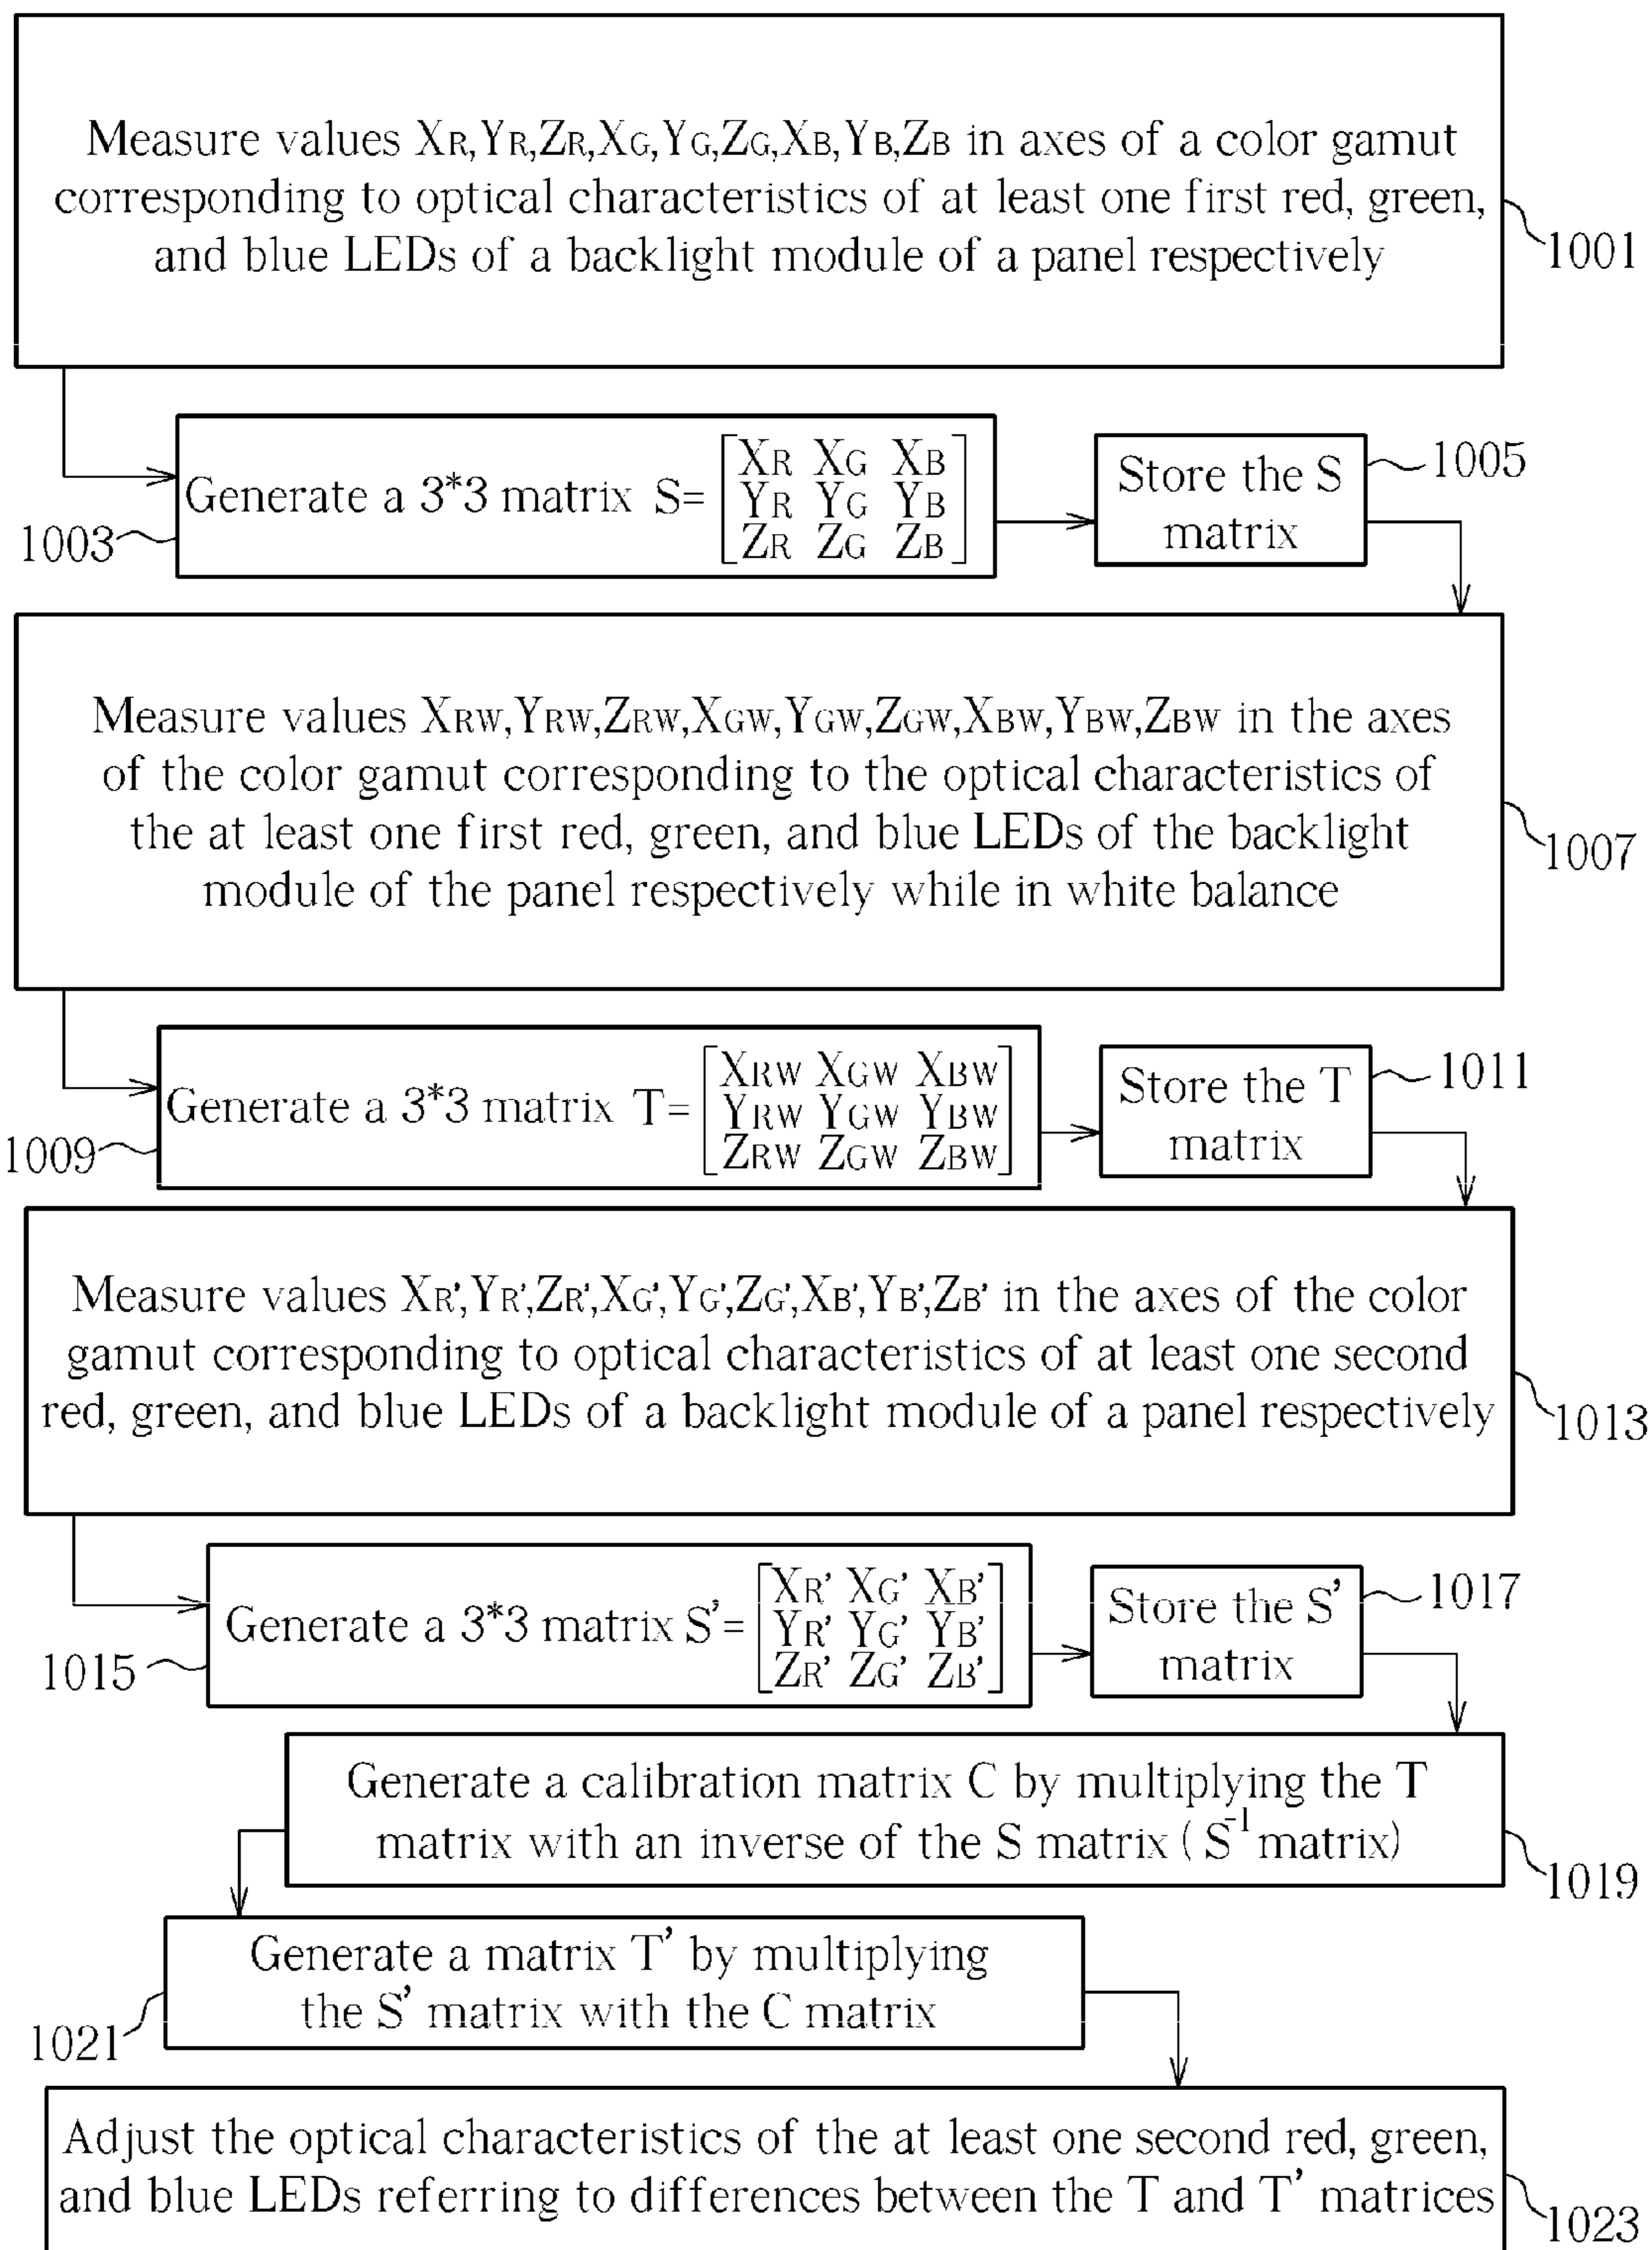 Measure values XR,YR,ZR,XG,YG,ZG,XB,YB,ZB in axes of a color gamut
corresponding to optical characteristics of at least one first red, green,
and blue LEDs of a backlight module of a panel respectively
1001
Generate a 3*3 matrix S=
XR XG XB
YR YG YB
ZR ZG ZB
1003
Store the S
matrix
1005
Measure values XRW,YRW,ZRW,XGW,YGW,ZGW,XBW,YBW,ZBW in the axes
of the color gamut corresponding to the optical characteristics of
the at least one first red, green, and blue LEDs of the backlight
module of the panel respectively while in white balance
1007
Generate a 3*3 matrix T=
XRW XGW XBW
YRW YGW YBW
ZRW ZGW ZBW
1009
Store the T
matrix
1011
Measure values XR',YR',ZR',XG',YG',ZG',XB',YB',ZB' in the axes of the color
gamut corresponding to optical characteristics of at least one second
red, green, and blue LEDs of a backlight module of a panel respectively
1013
Generate a 3*3 matrix S'=
XR' XG' XB'
YR' YG' YB'
ZR' ZG' ZB'
1015
Store the S'
matrix
1017
Generate a calibration matrix C by multiplying the T
matrix with an inverse of the S matrix (S⁻¹ matrix)
1019
Generate a matrix T' by multiplying
the S' matrix with the C matrix
1021
Adjust the optical characteristics of the at least one second red, green,
and blue LEDs referring to differences between the T and T' matrices
1023